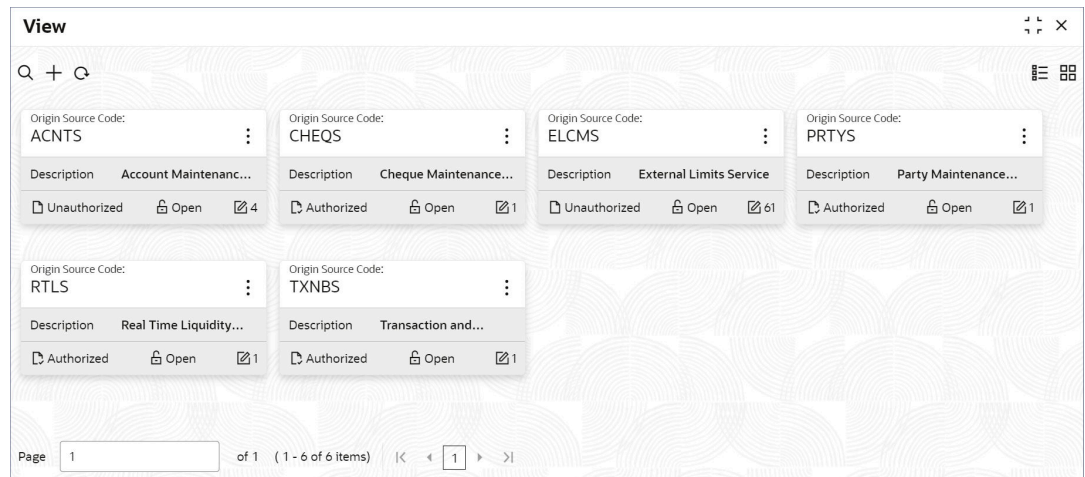 View
Origin Source Code: Origin Source Code: Origin Source Code: Origin Source Code:
ACNTS CHEQS ELCMS PRTYS
Description Account Maintenanc... Description Cheque Maintenance... Description External Limits Service Description Party Maintenance...
Unauthorized Open 4 Authorized Open 1 Unauthorized Open 61 Authorized Open 1
Origin Source Code: Origin Source Code:
RTLS TXNBS
Description Real Time Liquidity... Description Transaction and...
Authorized Open 1 Authorized Open 1
Page 1 of 1 ( 1 - 6 of 6 items) 1